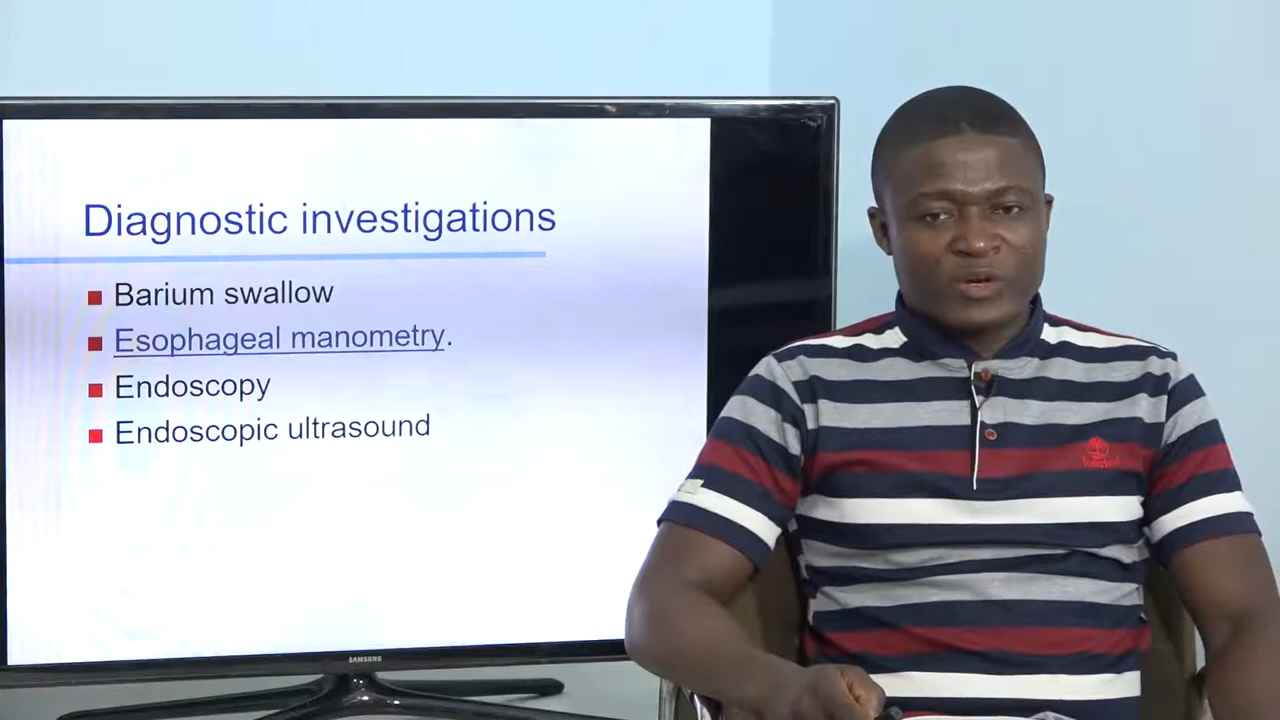 Diagnostic investigations
Barium swallow
Esophageal manometry.
Endoscopy
Endoscopic ultrasound
SAMSUNG